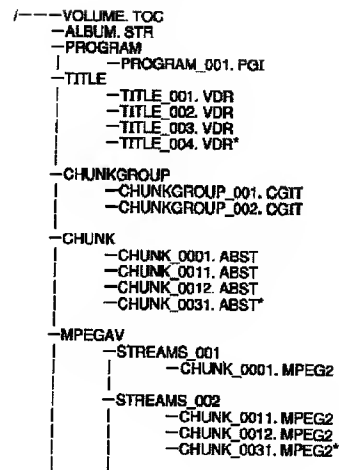 /----VOLUME. TOC
-ALBUM. STR
-PROGRAM
-PROGRAM_001. PGI
-TITLE
-TITLE_001. VDR
-TITLE_002. VDR
-TITLE_003. VDR
-TITLE_004. VDR*
-CHUNKGROUP
-CHUNKGROUP_001. CGIT
-CHUNKGROUP_002. CGIT
-CHUNK
-CHUNK_0001. ABST
-CHUNK_0011. ABST
-CHUNK_0012. ABST
-CHUNK_0031. ABST*
-MPEGAV
-STREAMS_001
-CHUNK_0001. MPEG2
-STREAMS_002
-CHUNK_0011. MPEG2
-CHUNK_0012. MPEG2
-CHUNK_0031. MPEG2*